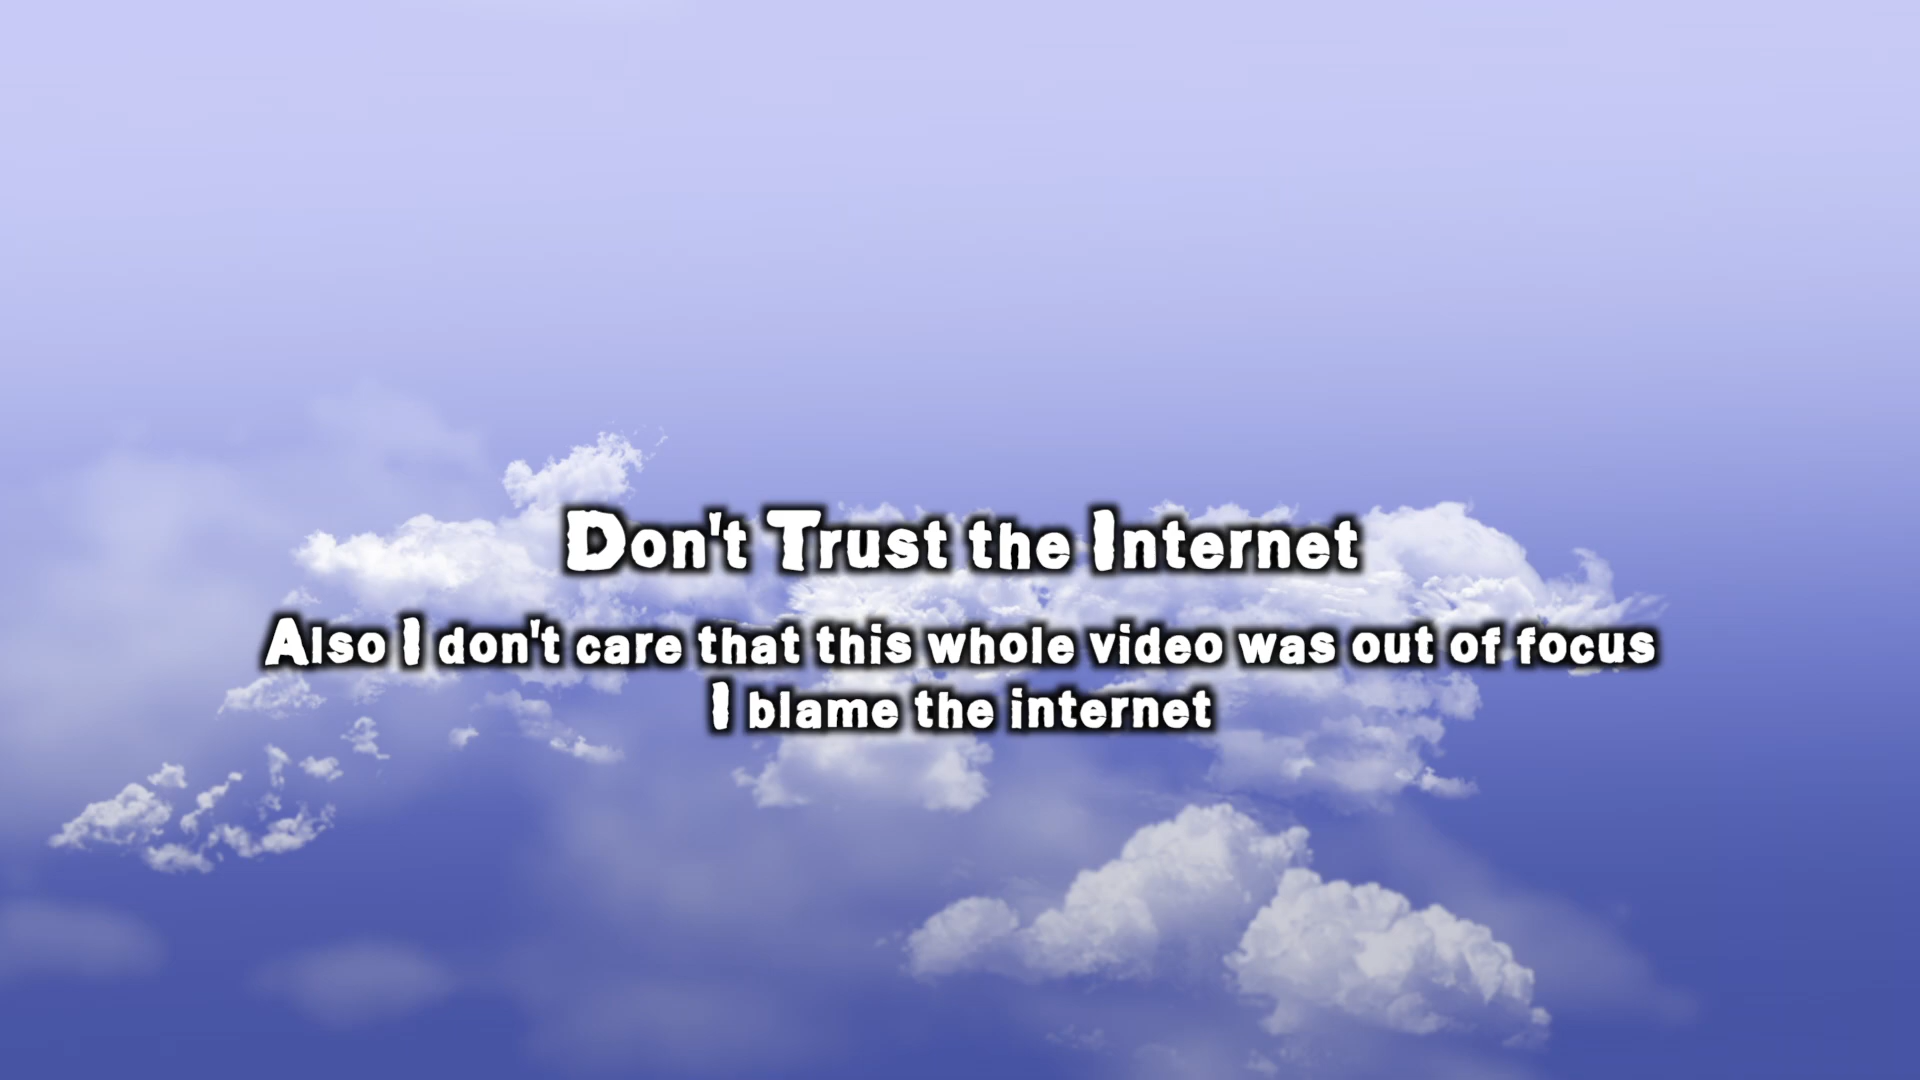 Don't Trust the Internet
Also I don't care that this whole video was out of focus
I blame the internet